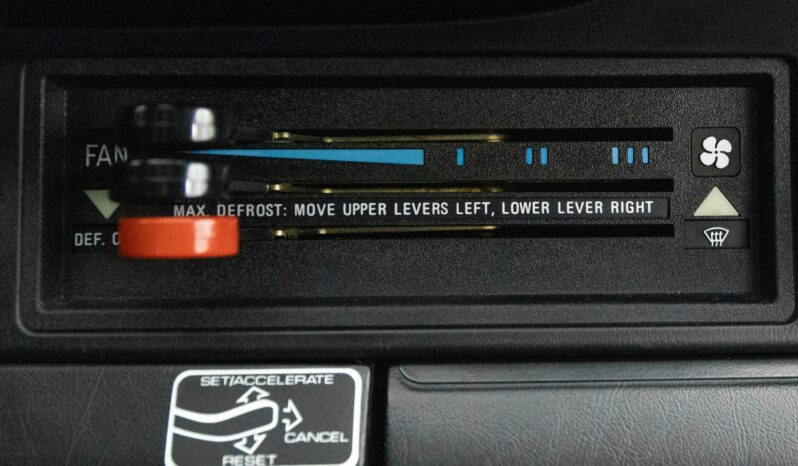 FAN
MAX. DEFROST: MOVE UPPER LEVERS LEFT, LOWER LEVER RIGHT
DEF.
SET/ACCELERATE
CANCEL
RESET